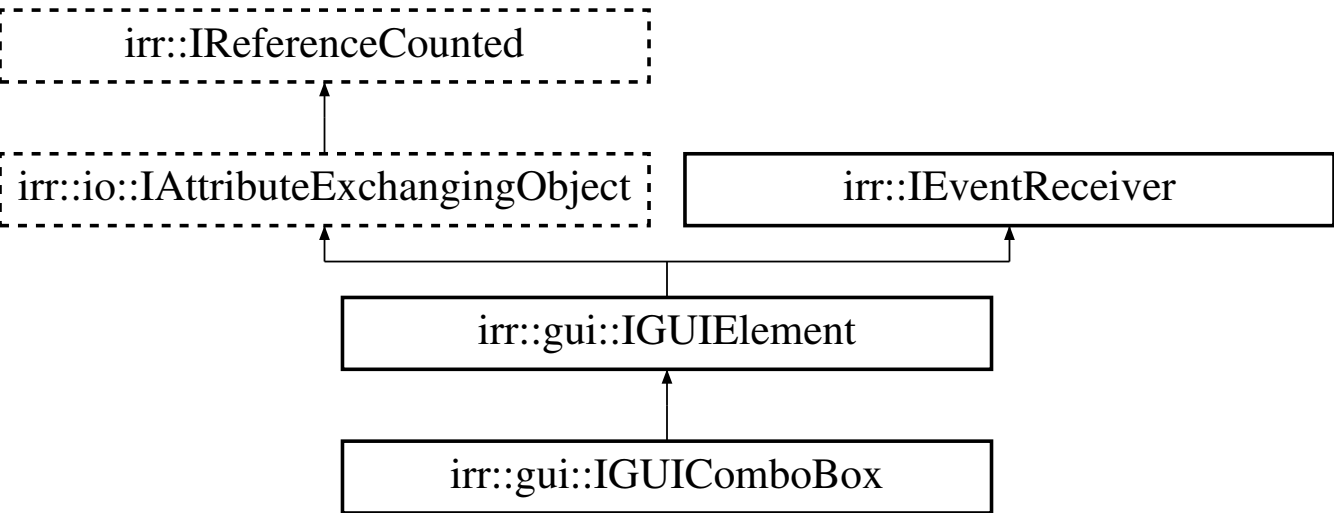 irr::IReferenceCounted
irr::io::IAttributeExchangingObject
irr::IEventReceiver
irr::gui::IGUIElement
irr::gui::IGUIComboBox